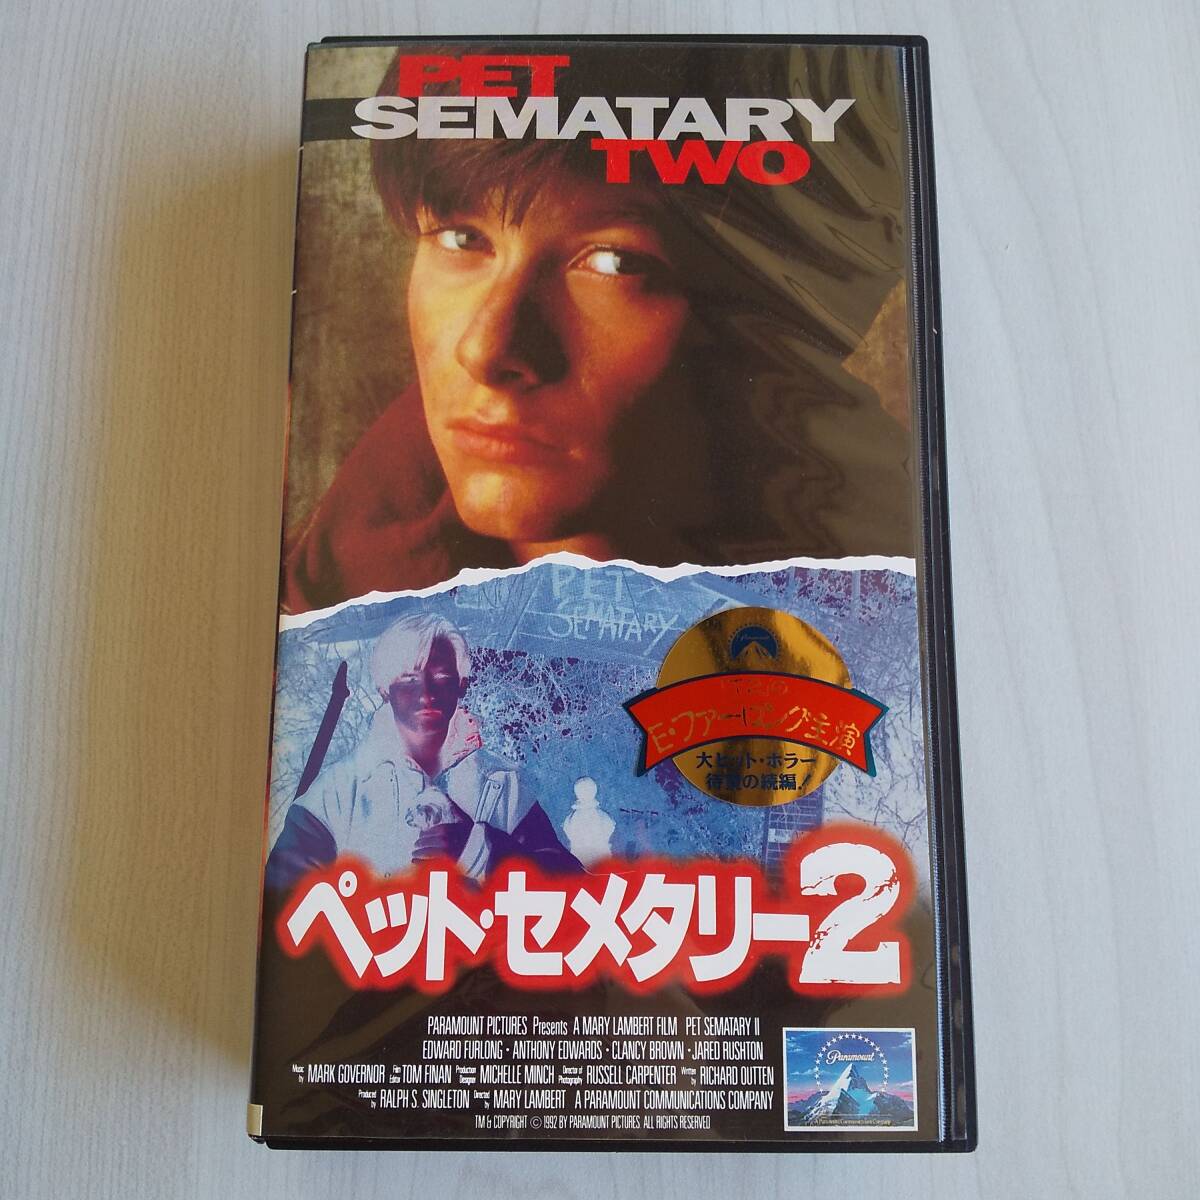 PET
SEMATARY
TWO
PET
SEMATARY
Paramount
E・ファーロング主演
大ヒット・ホラー
待望の続編!
ペット・セメタリー2
PARAMOUNT PICTURES Presents A MARY LAMBERT FILM PET SEMATARY II
EDWARD FURLONG・ANTHONY EDWARDS・CLANCY BROWN・JARED RUSHTON
Music by MARK GOVERNOR Film Editor TOM FINAN Production Designer MICHELLE MINCH Director of Photography RUSSELL CARPENTER Written by RICHARD OUTTEN
Produced by RALPH S. SINGLETON Directed by MARY LAMBERT A PARAMOUNT COMMUNICATIONS COMPANY
TM & COPYRIGHT © 1992 BY PARAMOUNT PICTURES ALL RIGHTS RESERVED
Paramount
A Paramount Communications Company